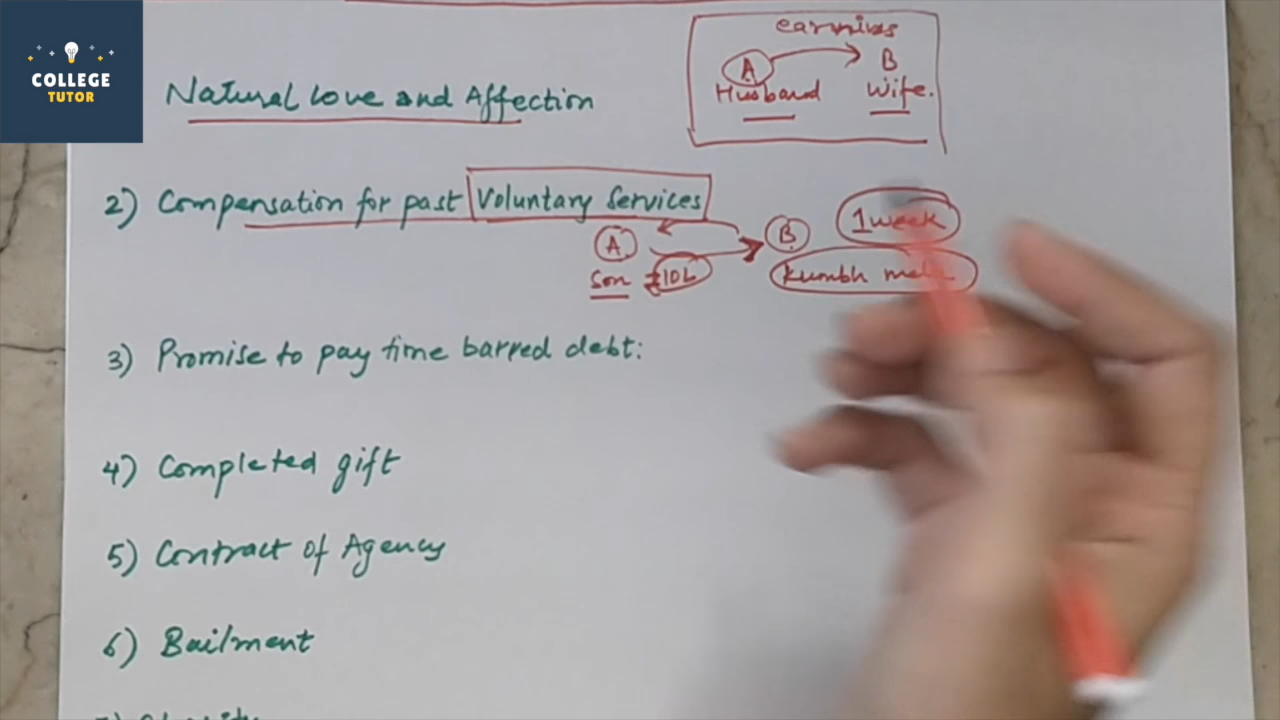 COLLEGE
TUTOR
earnings
A B
Husband Wife.
Natural Love and Affection
2) Compensation for past Voluntary Services
A B 1 week
Son 10L Kumbh mela
3) Promise to pay time barred debt:
4) Completed gift
5) Contract of Agency
6) Bailment